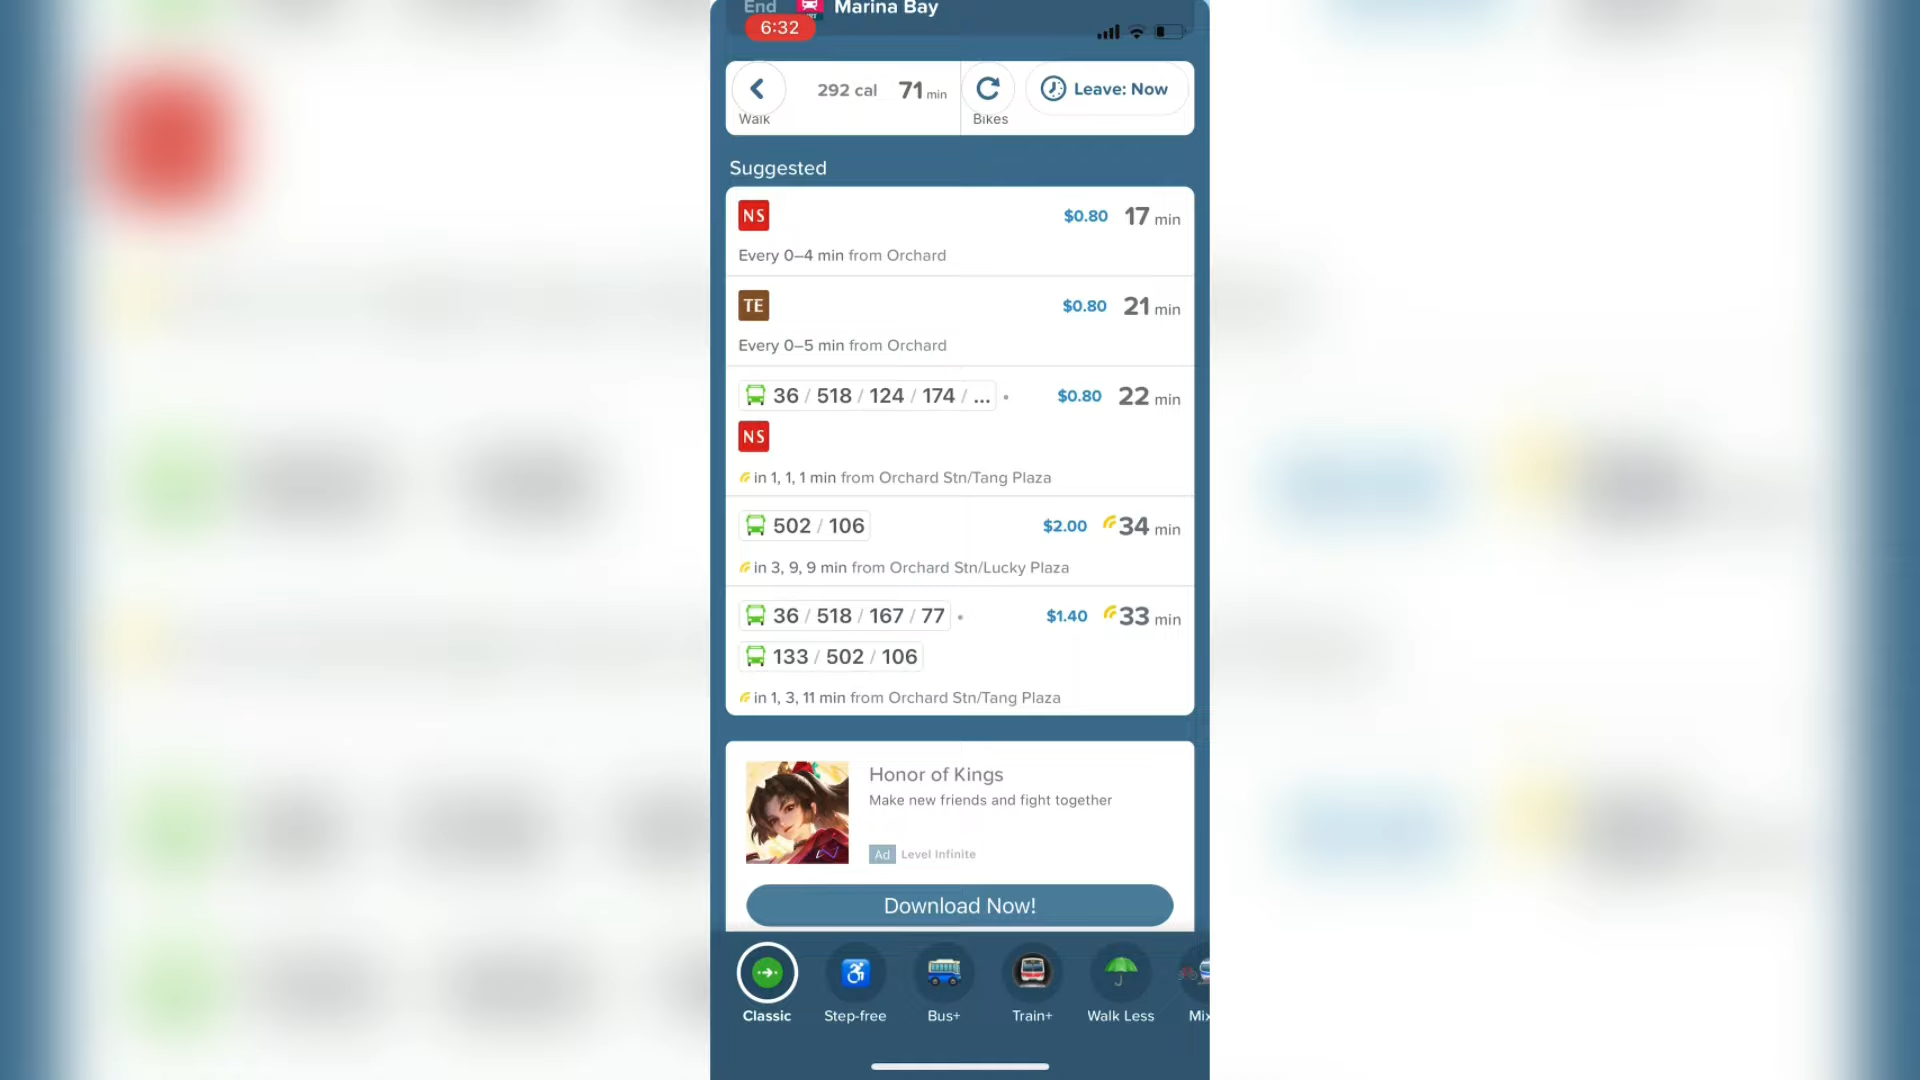 End Marina Bay
6:32
292 cal 71 min
Leave: Now
Walk
Bikes
Suggested
NS $0.80 17 min
Every 0–4 min from Orchard
TE $0.80 21 min
Every 0–5 min from Orchard
36 / 518 / 124 / 174 / ... • $0.80 22 min
NS
in 1, 1, 1 min from Orchard Stn/Tang Plaza
502 / 106 $2.00 34 min
in 3, 9, 9 min from Orchard Stn/Lucky Plaza
36 / 518 / 167 / 77 • $1.40 33 min
133 / 502 / 106
in 1, 3, 11 min from Orchard Stn/Tang Plaza
Honor of Kings
Make new friends and fight together
Ad Level Infinite
Download Now!
Classic Step-free Bus+ Train+ Walk Less Mix